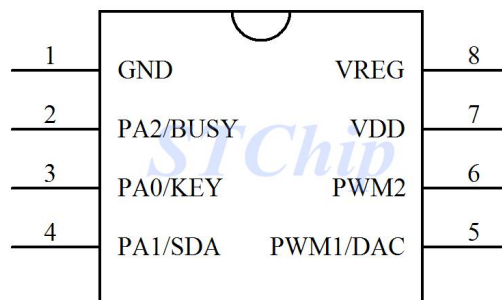 1 GND VREG 8
2 PA2/BUSY VDD 7
STChip
3 PA0/KEY PWM2 6
4 PA1/SDA PWM1/DAC 5